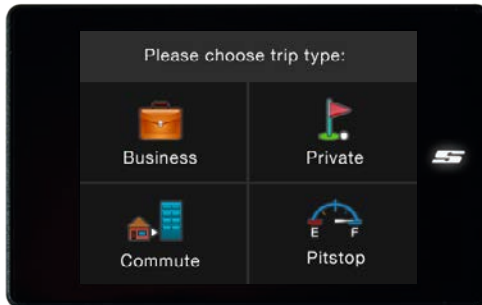 Please choose trip type:
Business
Private
Commute
E F
Pitstop